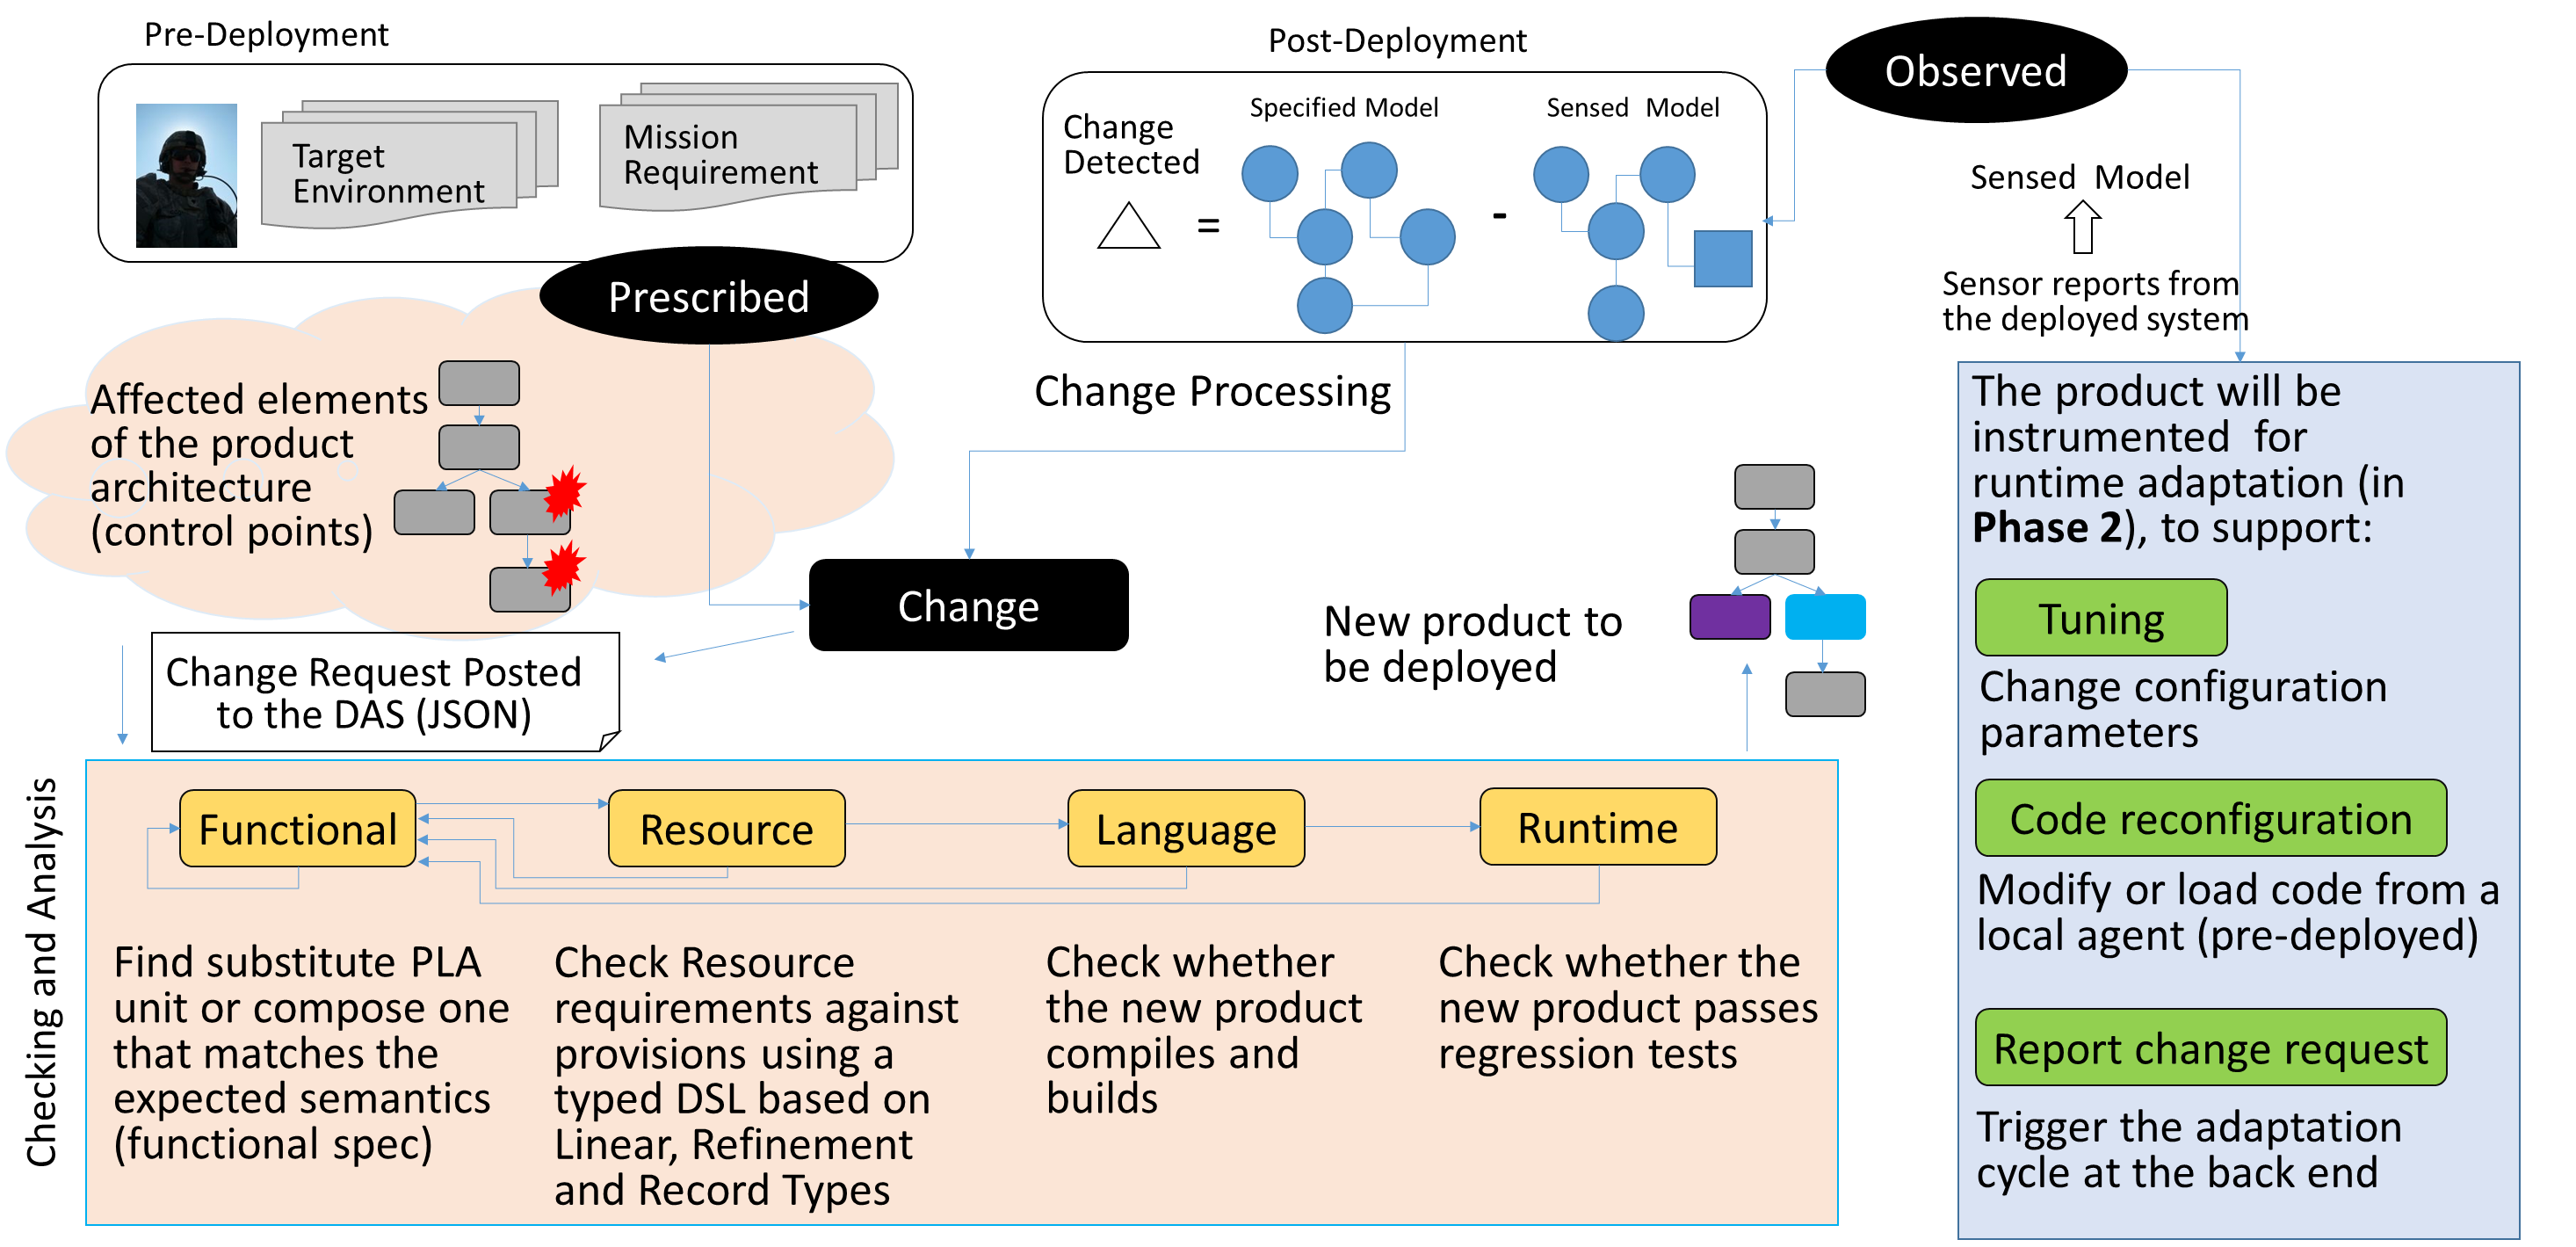 Pre-Deployment
Target
Environment
Mission
Requirement
Prescribed
Post-Deployment
Change
Detected
Specified Model
Sensed Model
=
-
Observed
Sensed Model
Sensor reports from
the deployed system
Change Processing
Affected elements
of the product
architecture
(control points)
Change
Change Request Posted
to the DAS (JSON)
New product to
be deployed
The product will be
instrumented for
runtime adaptation (in
Phase 2), to support:
Tuning
Change configuration
parameters
Code reconfiguration
Modify or load code from a
local agent (pre-deployed)
Report change request
Trigger the adaptation
cycle at the back end
Checking and Analysis
Functional
Resource
Language
Runtime
Find substitute PLA
unit or compose one
that matches the
expected semantics
(functional spec)
Check Resource
requirements against
provisions using a
typed DSL based on
Linear, Refinement
and Record Types
Check whether
the new product
compiles and
builds
Check whether the
new product passes
regression tests